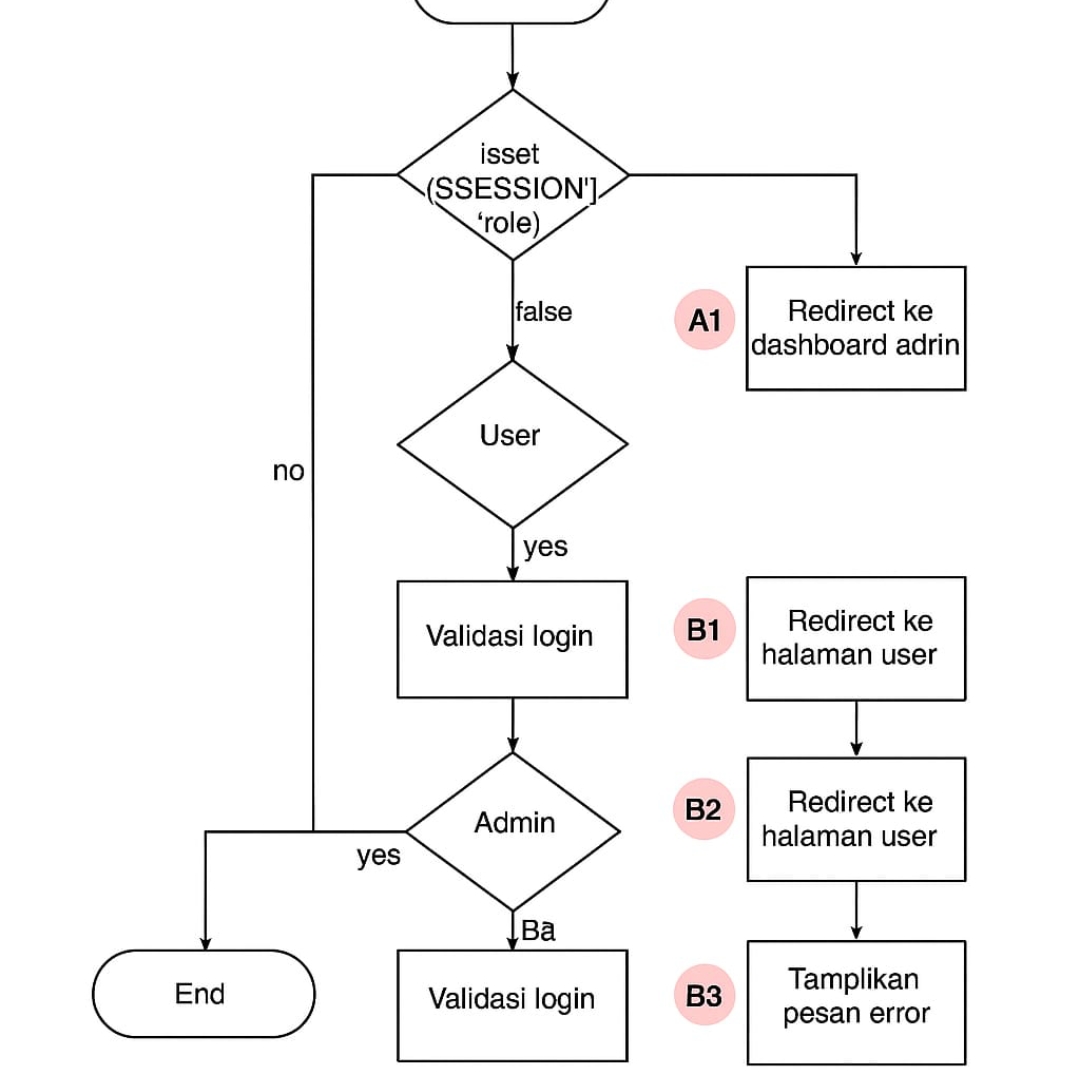 isset
(SSESSION']
‘role)
false
A1
Redirect ke
dashboard adrin
User
no
yes
Validasi login
B1
Redirect ke
halaman user
Admin
yes
B2
Redirect ke
halaman user
Bā
End
Validasi login
B3
Tamplikan
pesan error